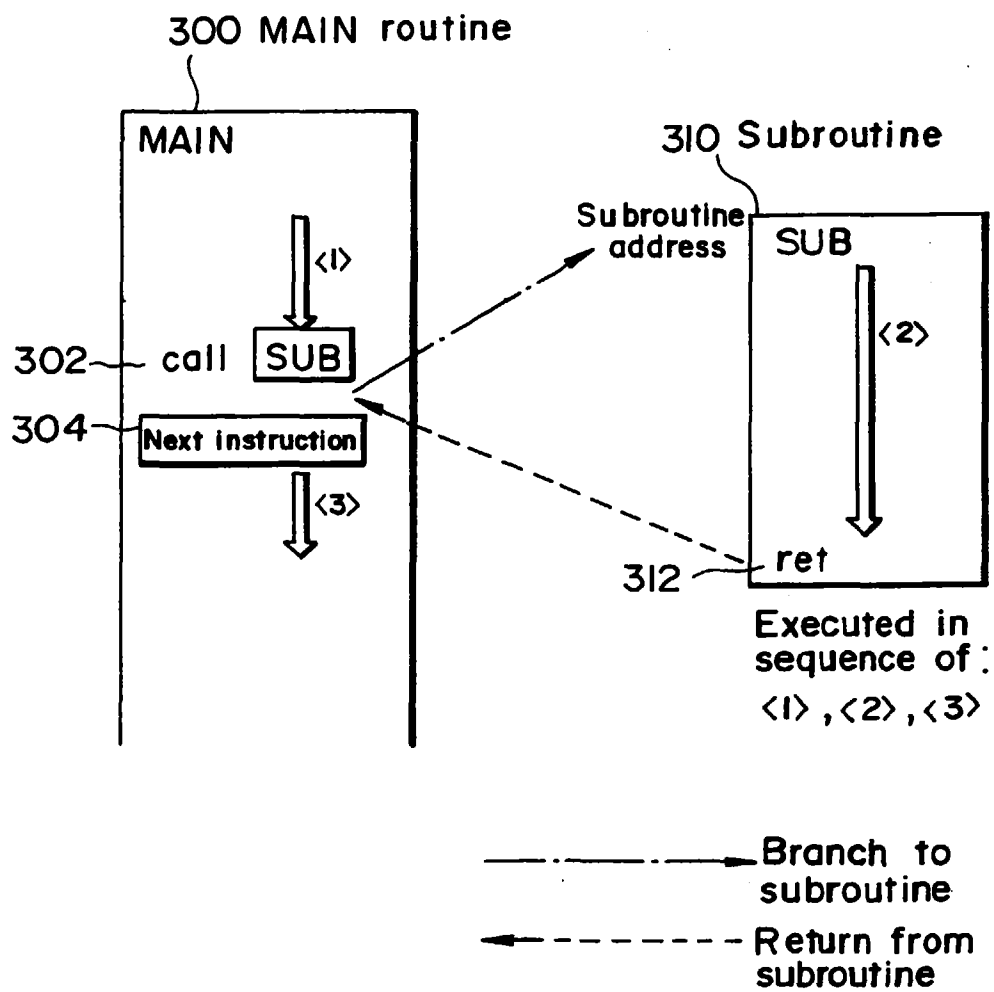 300 MAIN routine
MAIN
310 Subroutine
Subroutine
address
SUB
<1>
<2>
302 call SUB
304 Next instruction
<3>
312 ret
Executed in
sequence of :
<1>, <2>, <3>
Branch to
subroutine
Return from
subroutine